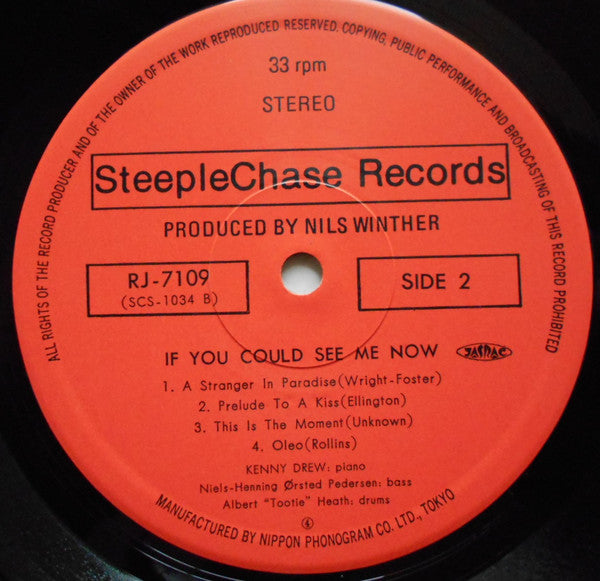 ALL RIGHTS OF THE RECORD PRODUCER AND OF THE OWNER OF THE WORK REPRODUCED RESERVED. COPYING, PUBLIC PERFORMANCE AND BROADCASTING OF THIS RECORD PROHIBITED
33 rpm
STEREO
SteepleChase Records
PRODUCED BY NILS WINTHER
RJ-7109
(SCS-1034 B)
SIDE 2
IF YOU COULD SEE ME NOW JASRAC
1. A Stranger In Paradise(Wright-Foster)
2. Prelude To A Kiss(Ellington)
3. This Is The Moment(Unknown)
4. Oleo(Rollins)
KENNY DREW: piano
Niels-Henning Ørsted Pedersen: bass
Albert "Tootie" Heath: drums
④
MANUFACTURED BY NIPPON PHONOGRAM CO. LTD., TOKYO